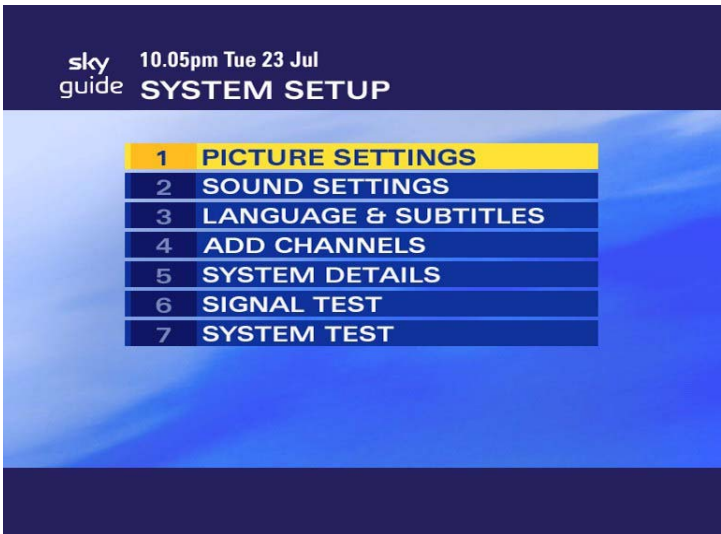 sky 10.05pm Tue 23 Jul
guide SYSTEM SETUP
1 PICTURE SETTINGS
2 SOUND SETTINGS
3 LANGUAGE & SUBTITLES
4 ADD CHANNELS
5 SYSTEM DETAILS
6 SIGNAL TEST
7 SYSTEM TEST